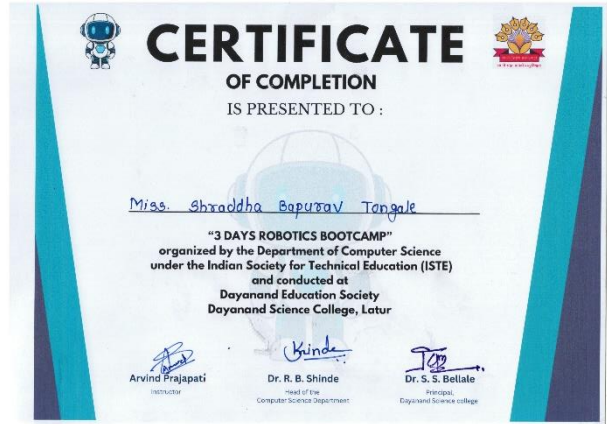 CERTIFICATE
OF COMPLETION
IS PRESENTED TO :
Miss. Shraddha Bapurav Tongale
“3 DAYS ROBOTICS BOOTCAMP”
organized by the Department of Computer Science
under the Indian Society for Technical Education (ISTE)
and conducted at
Dayanand Education Society
Dayanand Science College, Latur
Arvind Prajapati
Instructor
Dr. R. B. Shinde
Head of the
Computer Science Department
Dr. S. S. Bellale
Principal,
Dayanand Science college